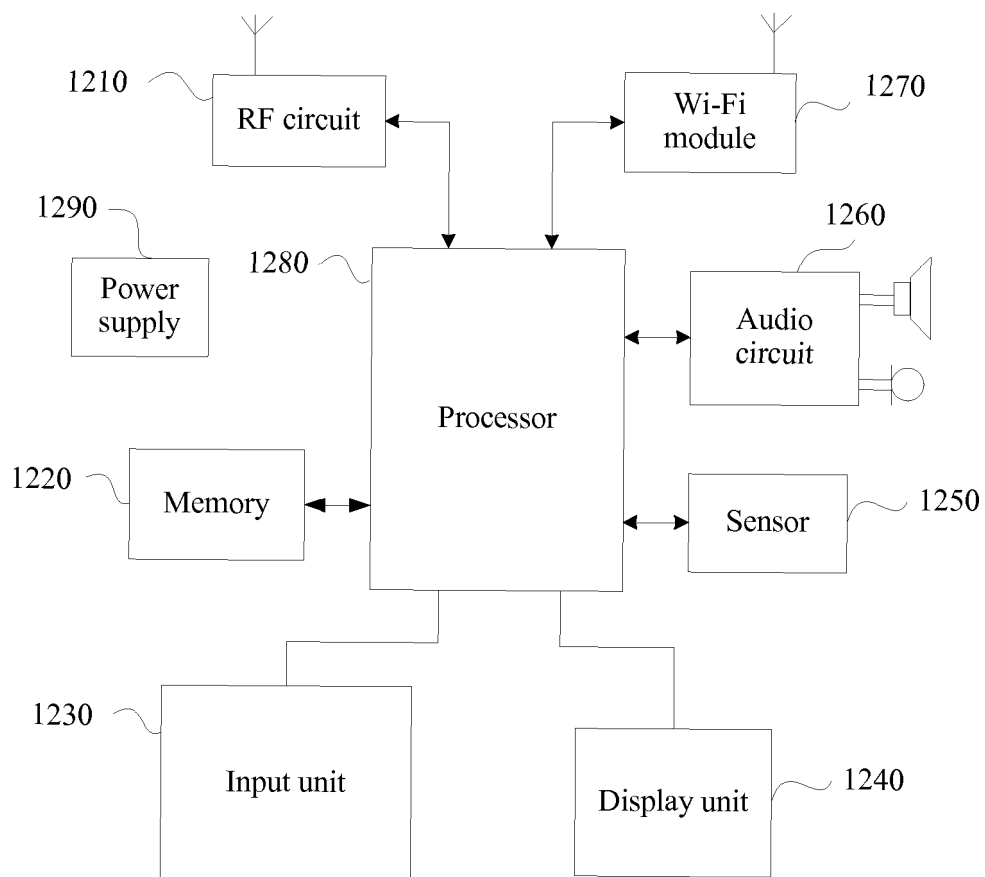 1210
RF circuit
Wi-Fi
module
1270
1290
Power
supply
1280
Processor
1260
Audio
circuit
1220
Memory
Sensor
1250
1230
Input unit
Display unit
1240